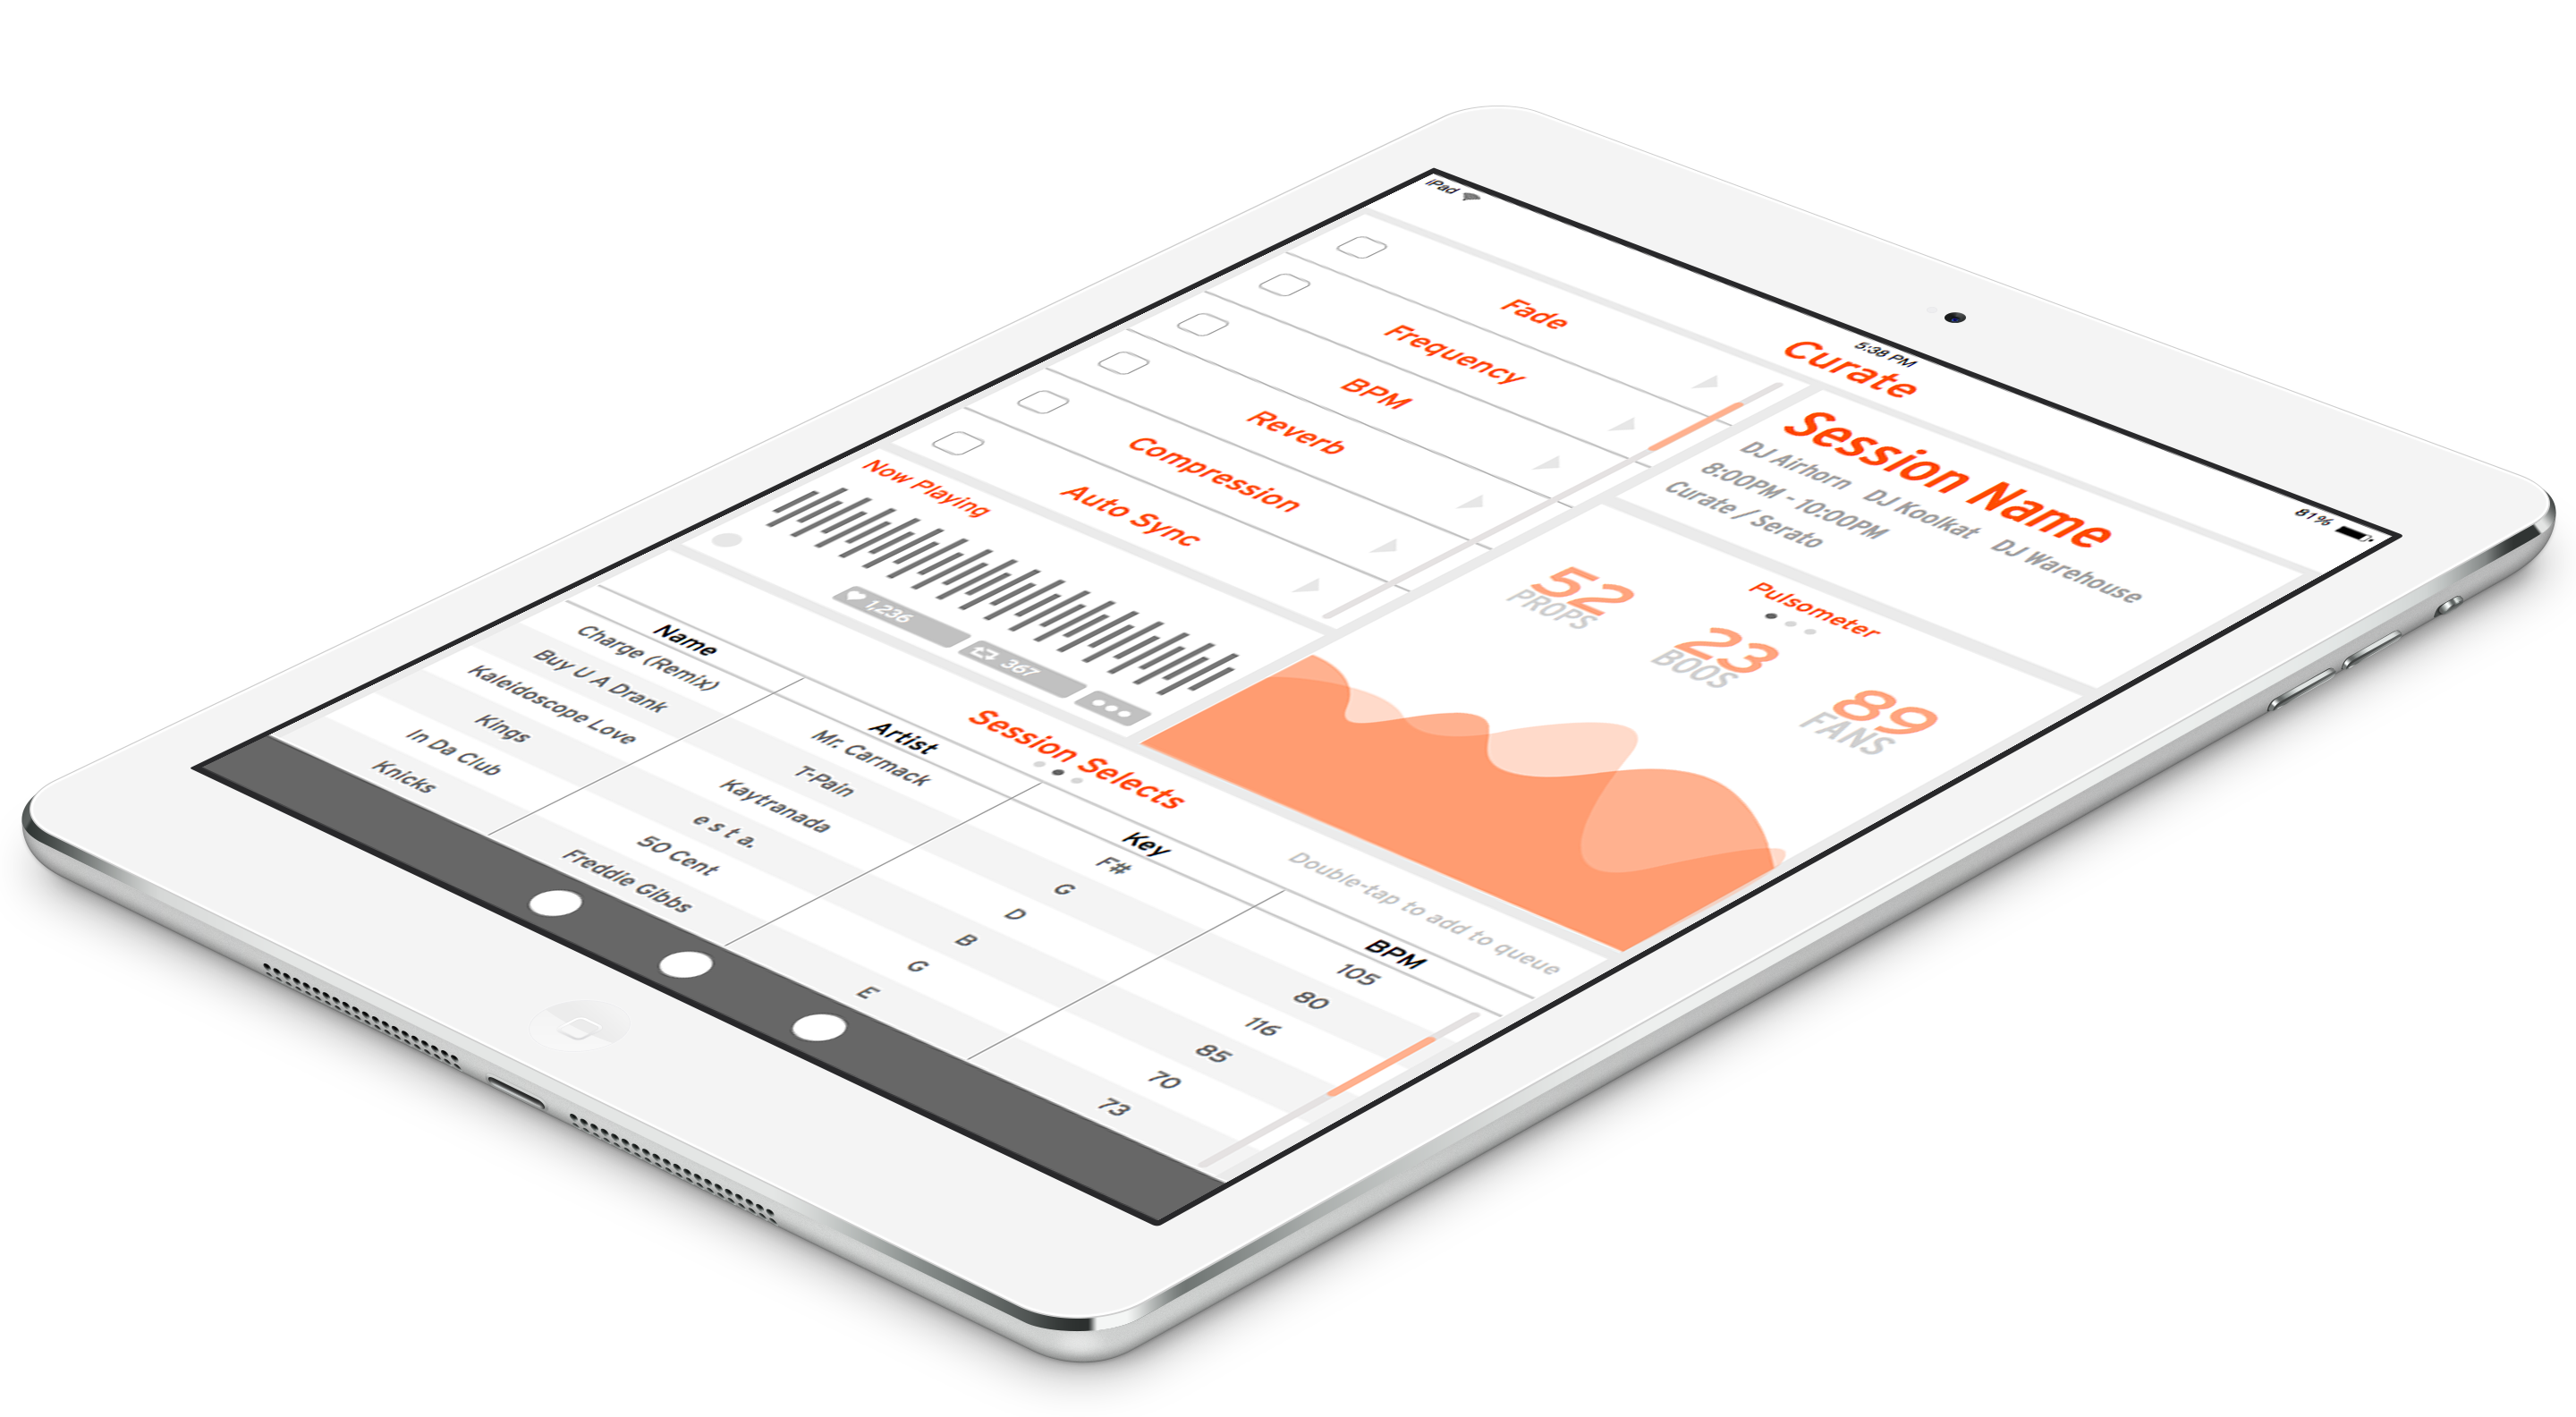 iPad 5:38 PM 81%
Curate
Fade
Frequency
BPM
Reverb
Compression
Auto Sync
Session Name
DJ Airhorn DJ Koolkat DJ Warehouse
8:00PM - 10:00PM
Curate / Serato
Now Playing
1,236 367
Pulsometer
52 23 89
PROPS BOOS FANS
Session Selects
Double-tap to add to queue
Name Artist Key BPM
Charge (Remix) Mr. Carmack F# 105
Buy U A Drank T-Pain G 80
Kaleidoscope Love Kaytranada D 116
Kings e s t a. B 85
In Da Club 50 Cent G 70
Knicks Freddie Gibbs E 73